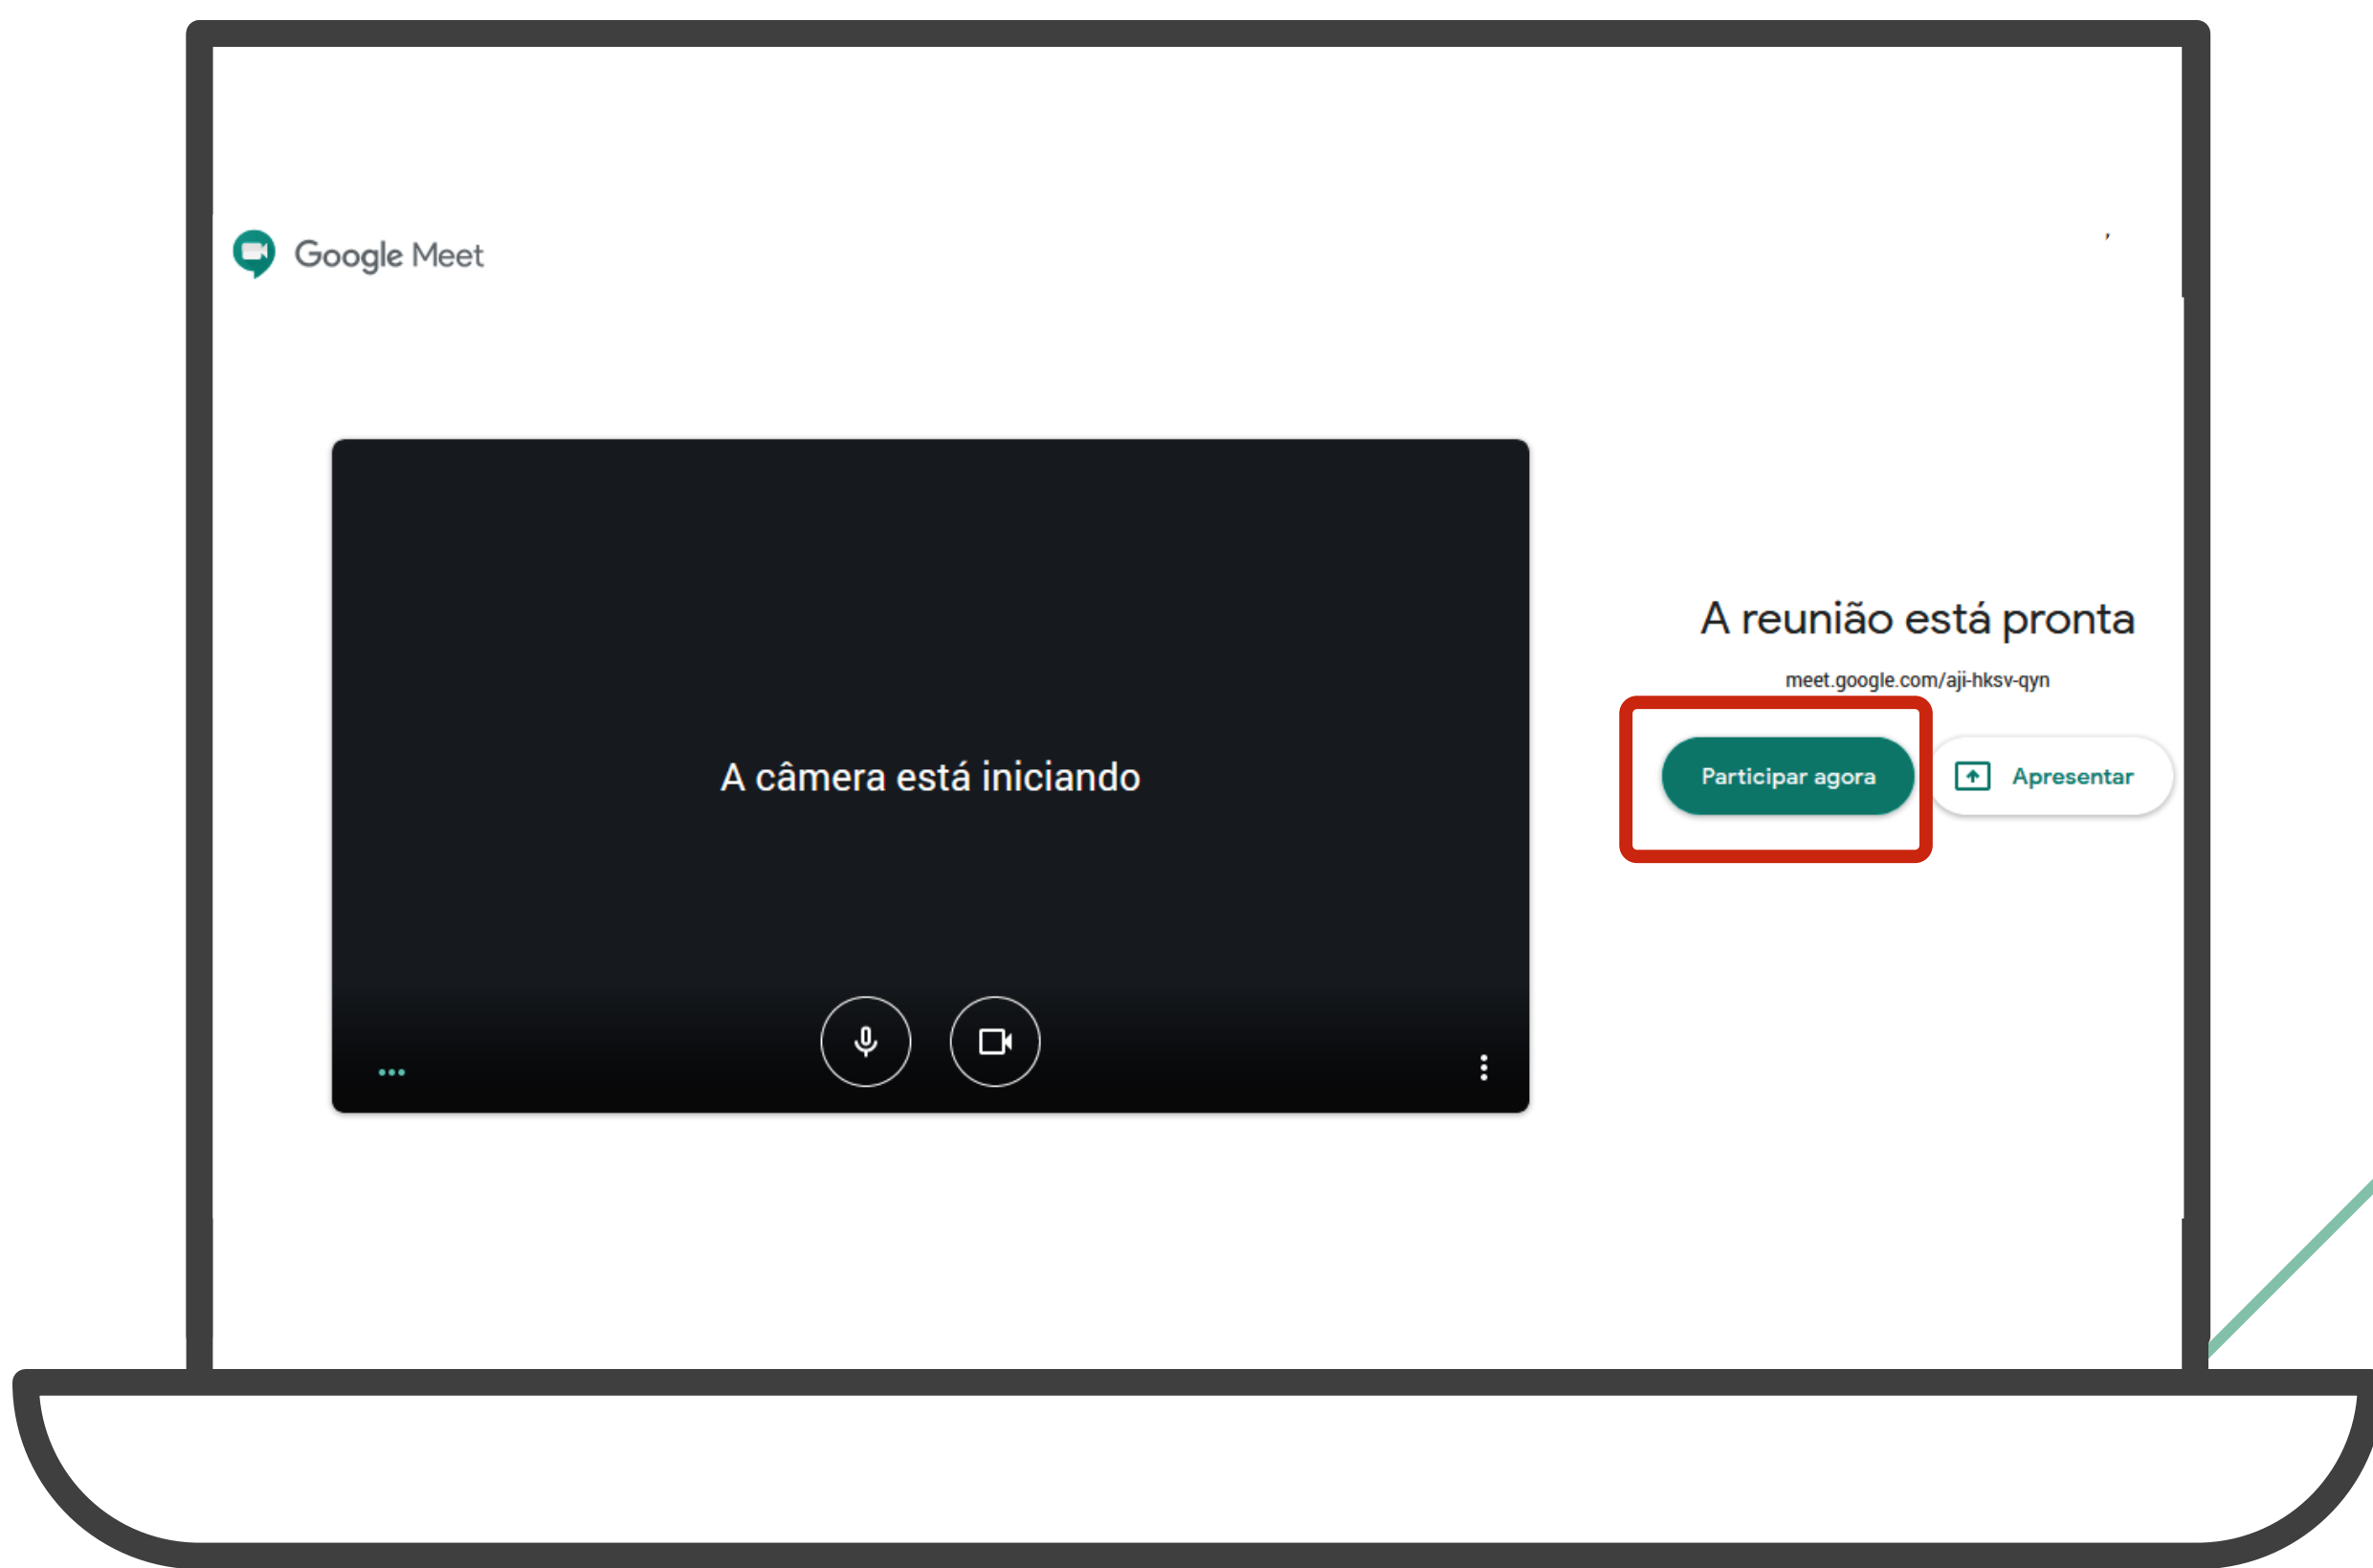 Google Meet
A reunião está pronta
meet.google.com/aji-hksv-qyn
A câmera está iniciando
Participar agora
Apresentar